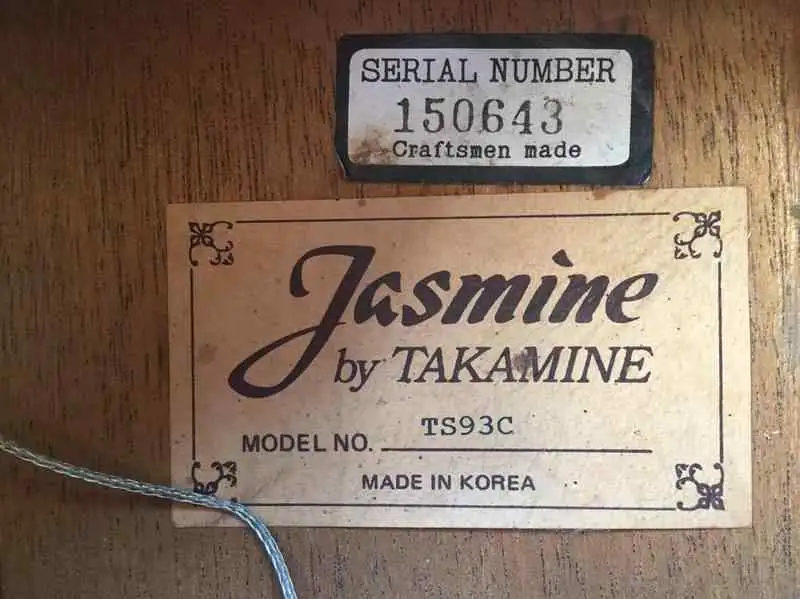 SERIAL NUMBER
150643
Craftsmen made
Jasmine
by TAKAMINE
MODEL NO. TS93C
MADE IN KOREA